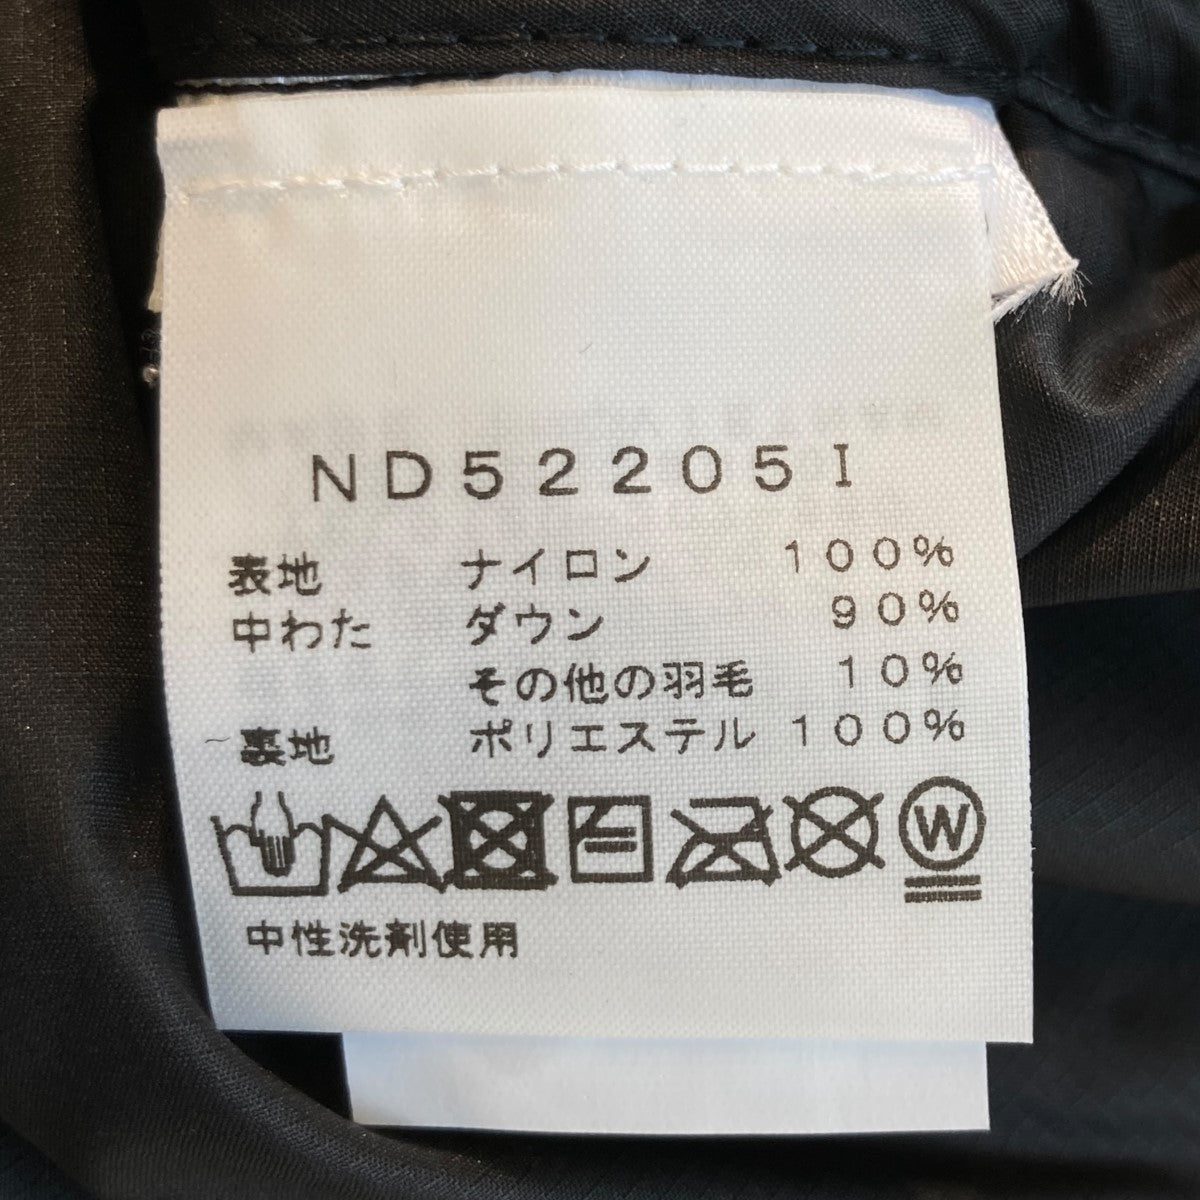 ND52205I
表地 ナイロン 100%
中わた ダウン 90%
その他の羽毛 10%
裏地 ポリエステル 100%
W
中性洗剤使用